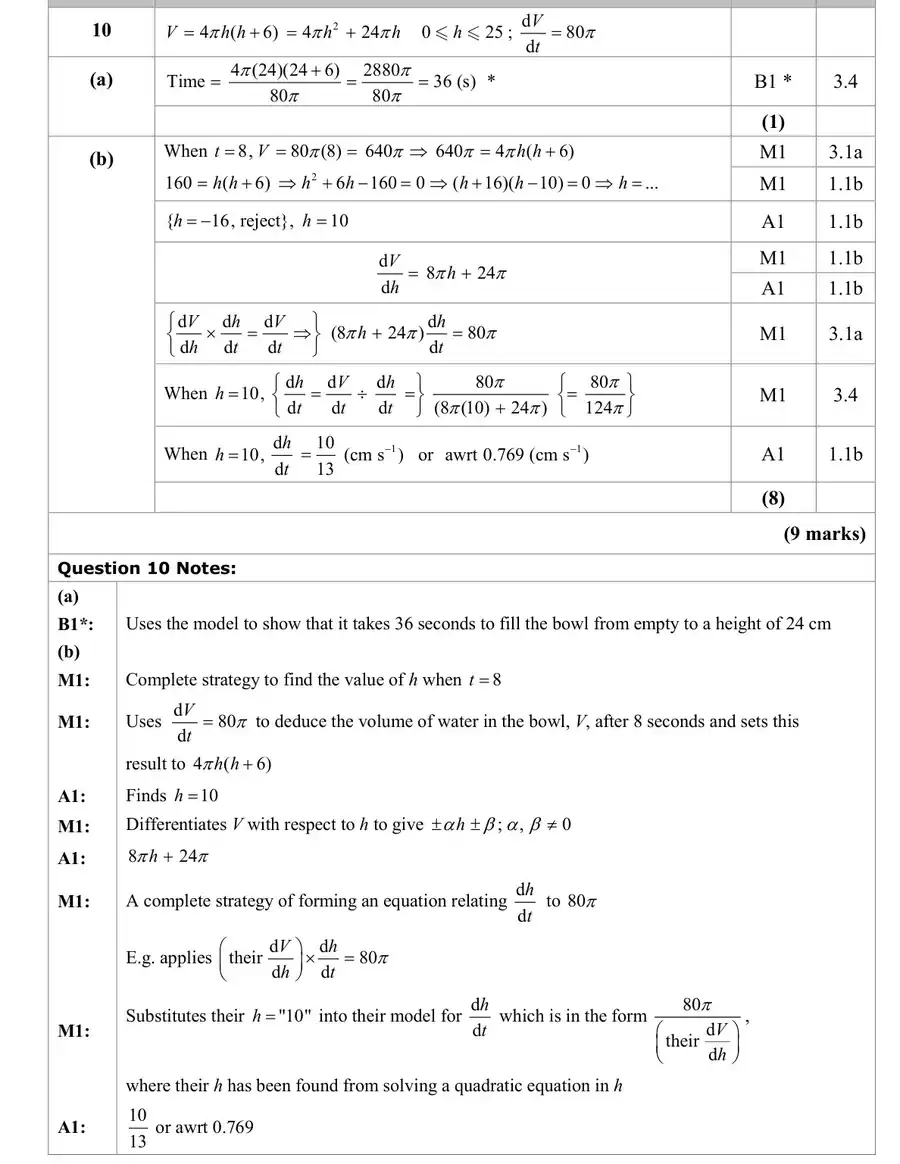 10 V = 4πh(h + 6) = 4πh² + 24πh 0 ⩽ h ⩽ 25 ; dV/dt = 80π
(a) Time = 4π(24)(24 + 6)/80π = 2880π/80π = 36 (s) * B1 * 3.4
(1)
(b) When t = 8, V = 80π(8) = 640π ⇒ 640π = 4πh(h + 6) M1 3.1a
160 = h(h + 6) ⇒ h² + 6h − 160 = 0 ⇒ (h + 16)(h − 10) = 0 ⇒ h = ... M1 1.1b
{h = −16, reject}, h = 10 A1 1.1b
dV/dh = 8πh + 24π M1 1.1b
A1 1.1b
{dV/dh × dh/dt = dV/dt ⇒} (8πh + 24π) dh/dt = 80π M1 3.1a
When h = 10, {dh/dt = dV/dt ÷ dh/dt =} 80π/(8π(10) + 24π) {= 80π/124π} M1 3.4
When h = 10, dh/dt = 10/13 (cm s⁻¹) or awrt 0.769 (cm s⁻¹) A1 1.1b
(8)
(9 marks)
Question 10 Notes:
(a)
B1*: Uses the model to show that it takes 36 seconds to fill the bowl from empty to a height of 24 cm
(b)
M1: Complete strategy to find the value of h when t = 8
M1: Uses dV/dt = 80π to deduce the volume of water in the bowl, V, after 8 seconds and sets this
result to 4πh(h + 6)
A1: Finds h = 10
M1: Differentiates V with respect to h to give ±αh ± β; α, β ≠ 0
A1: 8πh + 24π
M1: A complete strategy of forming an equation relating dh/dt to 80π
E.g. applies (their dV/dh) × dh/dt = 80π
M1: Substitutes their h = "10" into their model for dh/dt which is in the form 80π/(their dV/dh),
where their h has been found from solving a quadratic equation in h
A1: 10/13 or awrt 0.769